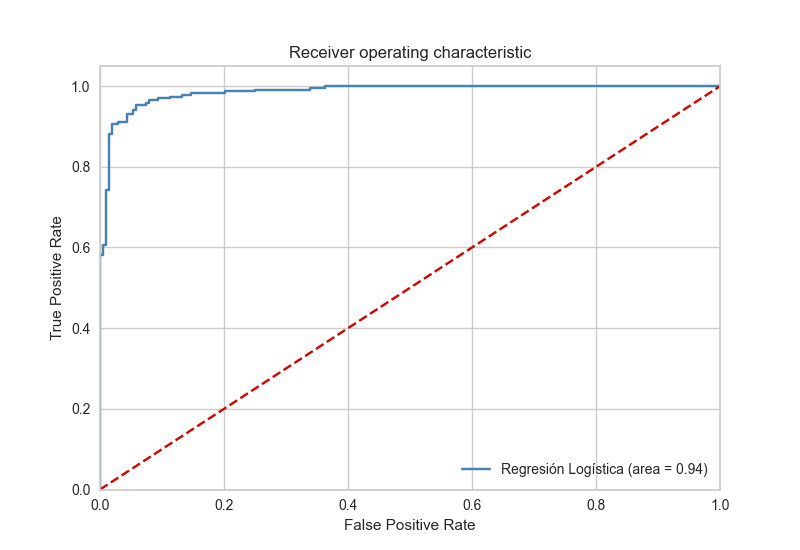 Receiver operating characteristic
True Positive Rate
1.0
0.8
0.6
0.4
0.2
0.0
Regresión Logística (area = 0.94)
0.0 0.2 0.4 0.6 0.8 1.0
False Positive Rate